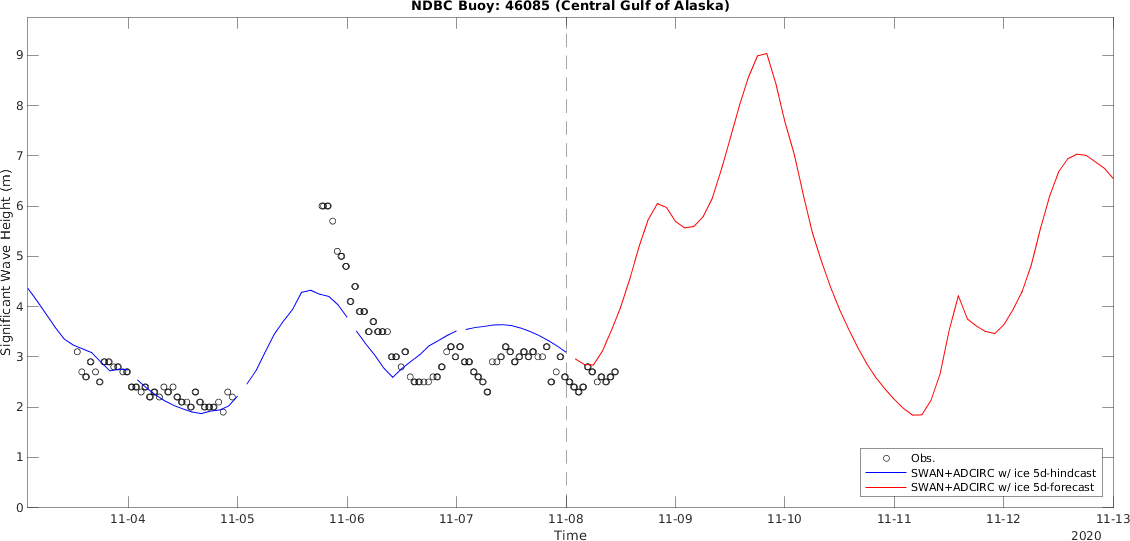 NDBC Buoy: 46085 (Central Gulf of Alaska)
Significant Wave Height (m)
9
8
7
6
5
4
3
2
1
0
Obs.
SWAN+ADCIRC w/ ice 5d-hindcast
SWAN+ADCIRC w/ ice 5d-forecast
11-04 11-05 11-06 11-07 11-08 11-09 11-10 11-11 11-12 11-13
Time
2020